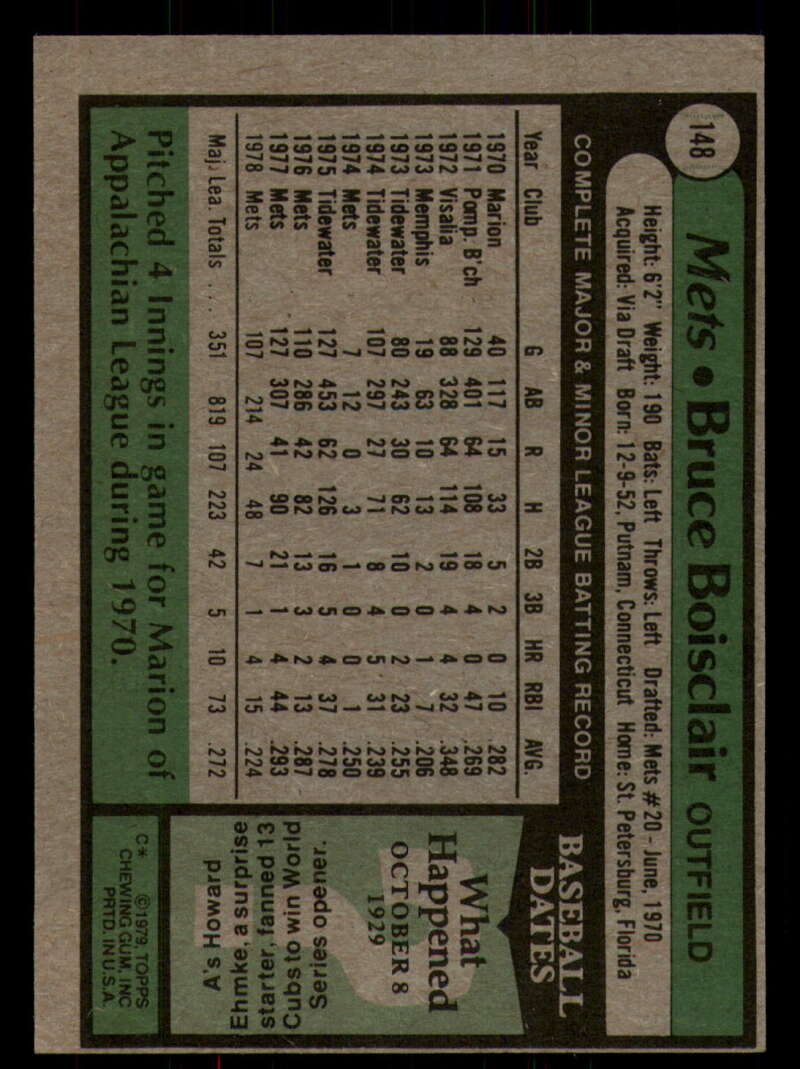 148
Mets • Bruce Boisclair OUTFIELD
Height: 6'2" Weight: 190 Bats: Left Throws: Left Drafted: Mets #20 - June, 1970
Acquired: Via Draft Born: 12-9-52, Putnam, Connecticut Home: St. Petersburg, Florida
COMPLETE MAJOR & MINOR LEAGUE BATTING RECORD
Year Club G AB R H 2B 3B HR RBI AVG.
1970 Marion 40 117 15 33 5 2 0 10 .282
1971 Pomp. B'ch 129 401 64 108 18 4 0 47 .269
1972 Visalia 88 328 64 114 19 4 4 32 .348
1973 Memphis 19 63 10 13 2 0 1 7 .206
1973 Tidewater 80 243 30 62 10 0 2 23 .255
1974 Tidewater 107 297 27 71 8 4 5 31 .239
1974 Mets 7 12 0 3 1 0 0 1 .250
1975 Tidewater 127 453 62 126 16 5 4 37 .278
1976 Mets 110 286 42 82 13 3 2 13 .287
1977 Mets 127 307 41 90 21 1 4 44 .293
1978 Mets 107 214 24 48 7 1 4 15 .224
Maj. Lea. Totals . . . 351 819 107 223 42 5 10 73 .272
Pitched 4 Innings in game for Marion of
Appalachian League during 1970.
BASEBALL
DATES
What
Happened
OCTOBER 8
1929
A's Howard
Ehmke, a surprise
starter, fanned 13
Cubs to win World
Series opener.
C* ©1979, TOPPS
CHEWING GUM, INC
PRTD. IN U.S.A.